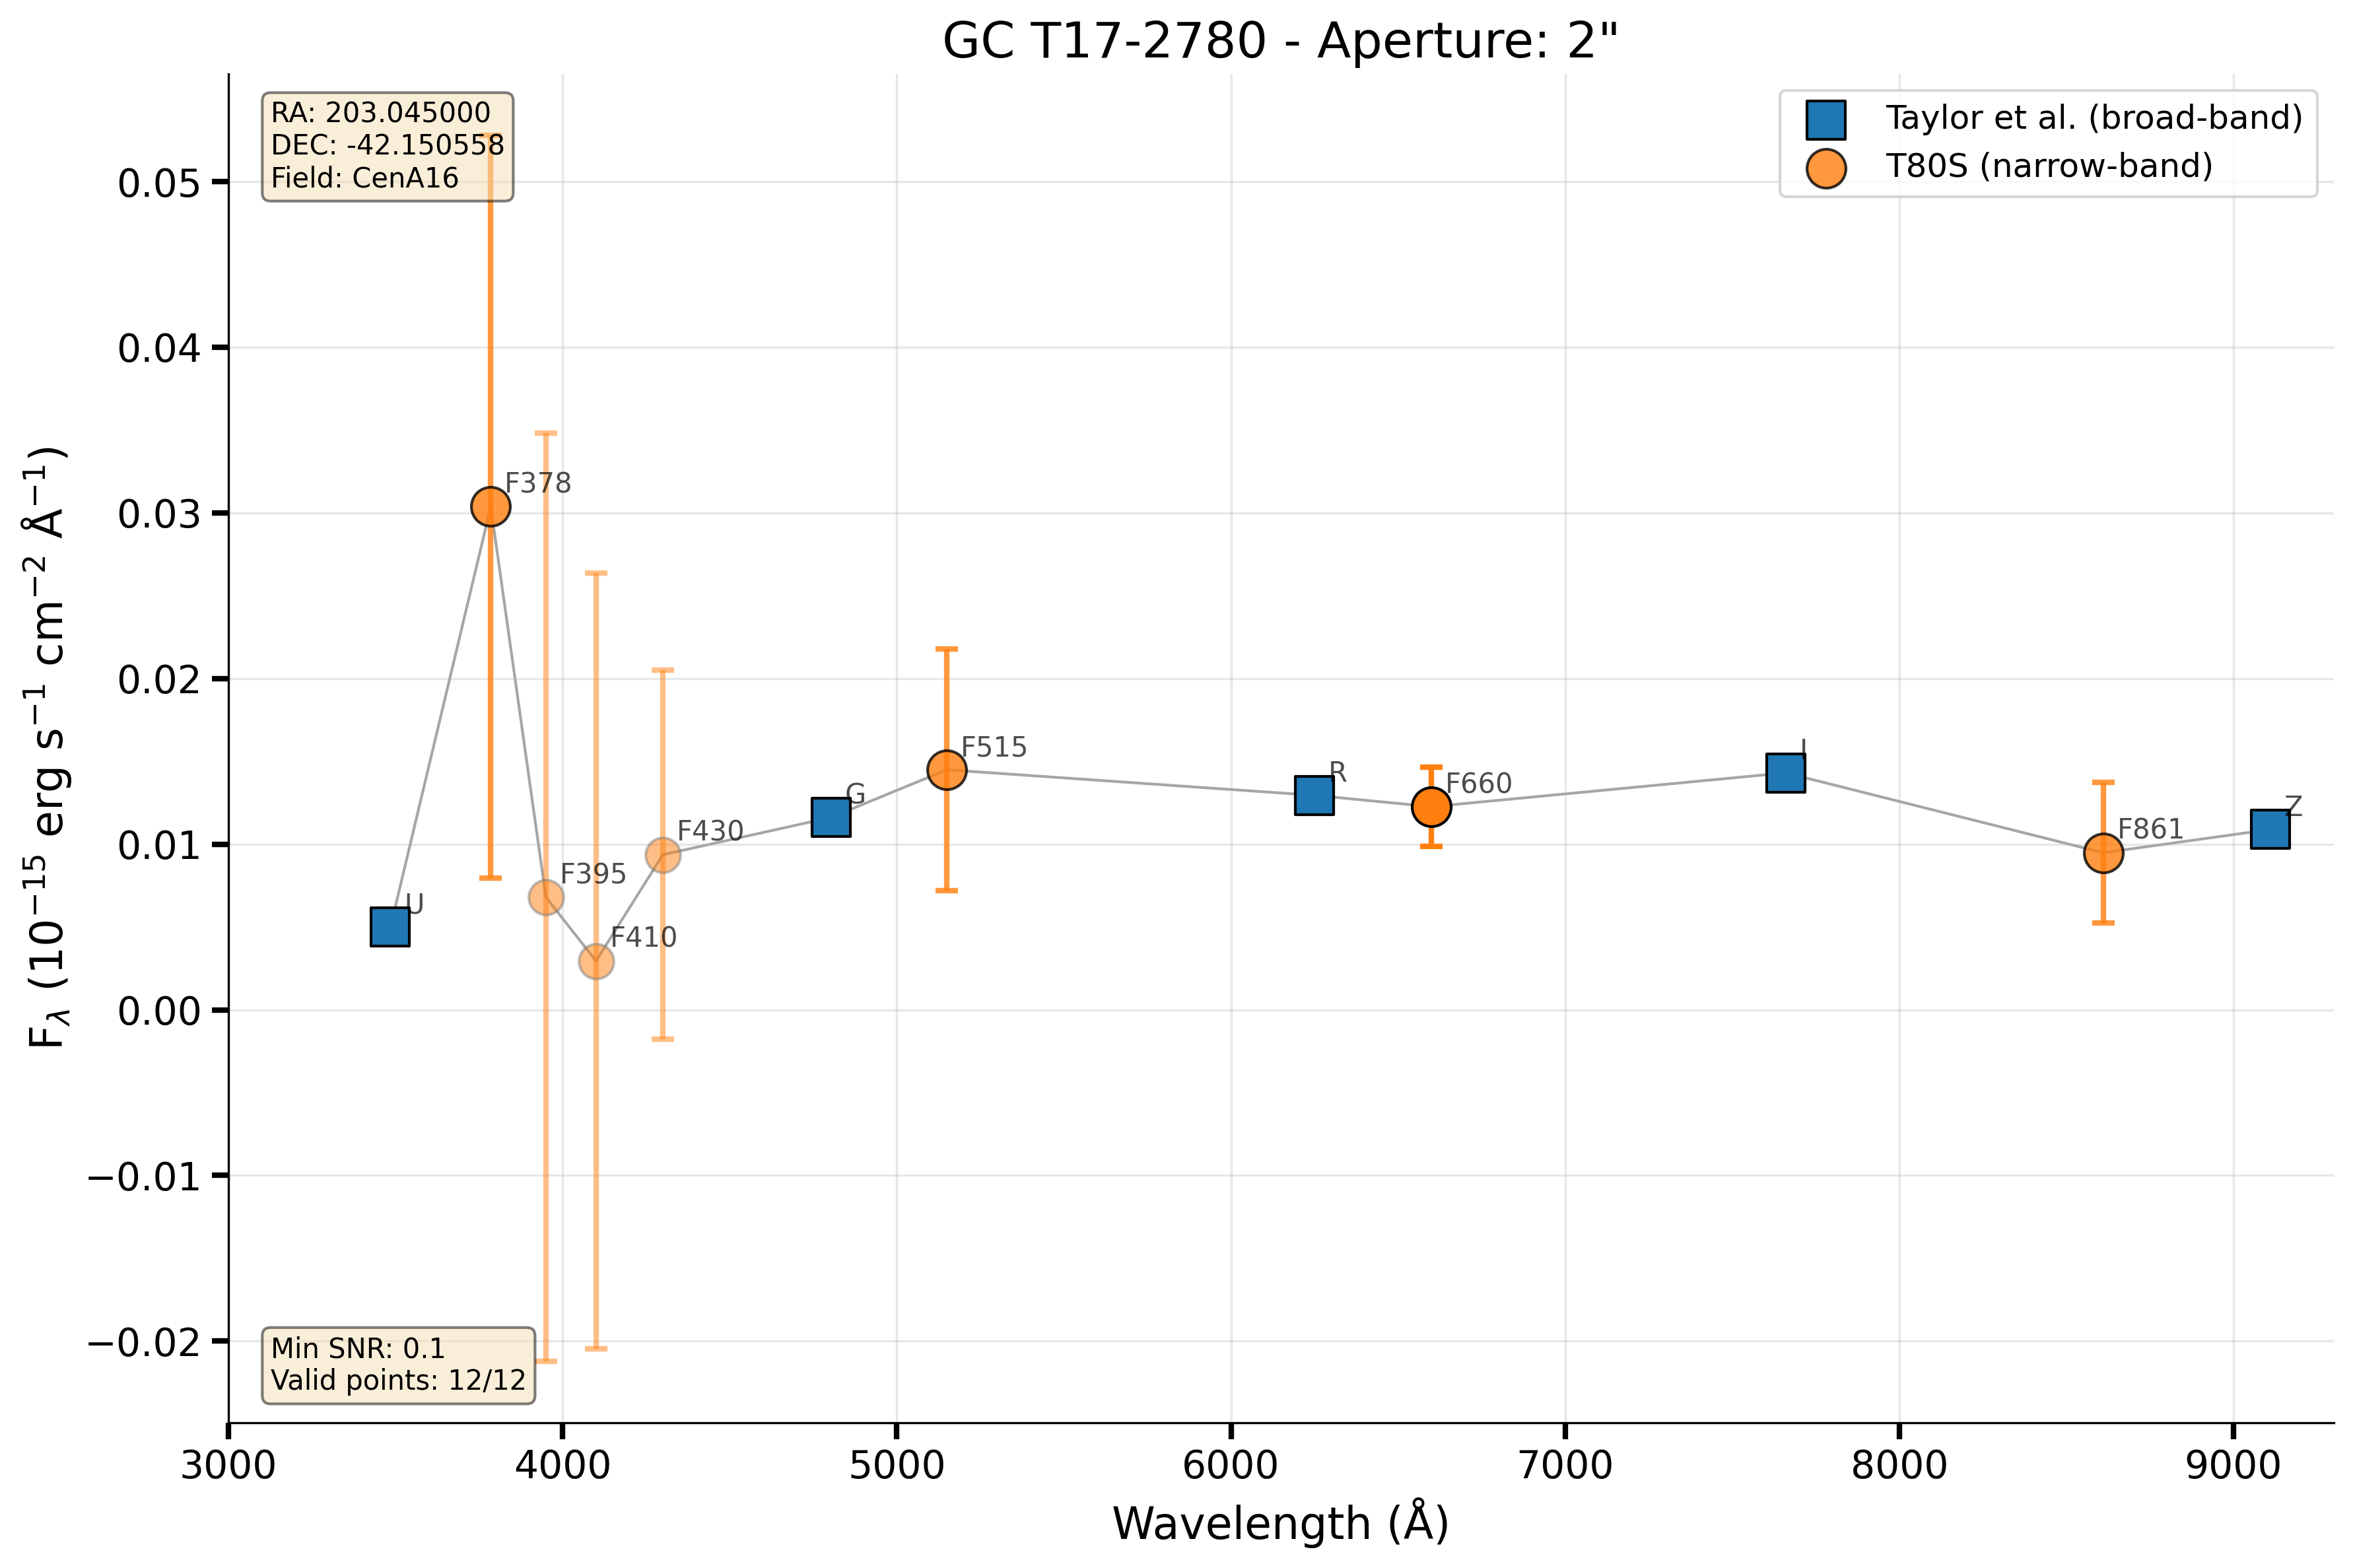 GC T17-2780 - Aperture: 2"
RA: 203.045000
DEC: -42.150558
Field: CenA16
Taylor et al. (broad-band)
T80S (narrow-band)
F_λ (10⁻¹⁵ erg s⁻¹ cm⁻² Å⁻¹)
0.05
0.04
0.03
0.02
0.01
0.00
−0.01
−0.02
U
F378
F395
F410
F430
G
F515
R
F660
I
F861
Z
Min SNR: 0.1
Valid points: 12/12
3000 4000 5000 6000 7000 8000 9000
Wavelength (Å)